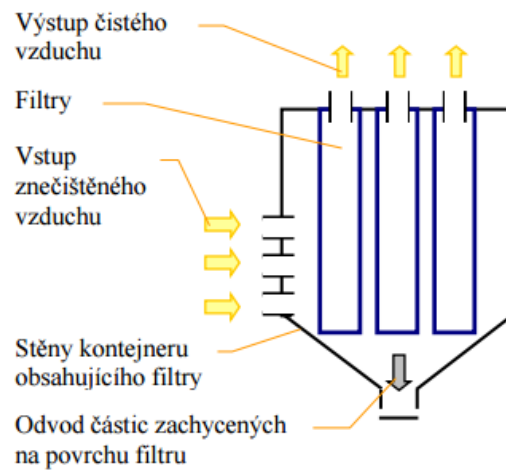 Výstup čistého
vzduchu
Filtry
Vstup
znečištěného
vzduchu
Stěny kontejneru
obsahujícího filtry
Odvod částic zachycených
na povrchu filtru